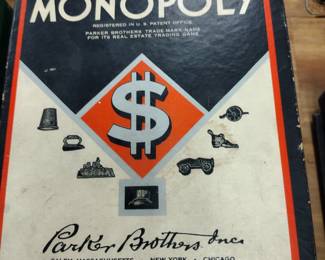 MONOPOLY
REGISTERED IN U. S. PATENT OFFICE
PARKER BROTHERS TRADE MARK NAME
FOR ITS REAL ESTATE TRADING GAME
$
Parker Brothers Inc.
SALEM, MASSACHUSETTS · NEW YORK · CHICAGO